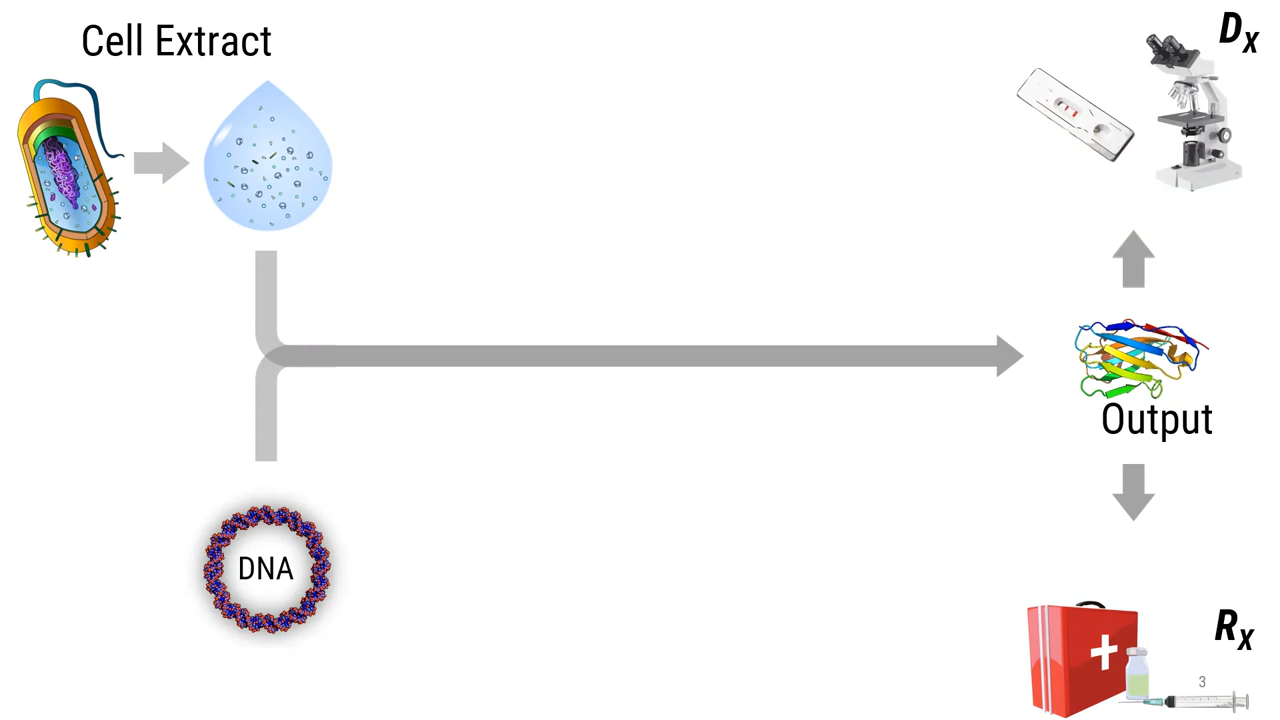 Cell Extract
D_X
Output
DNA
R_X
3